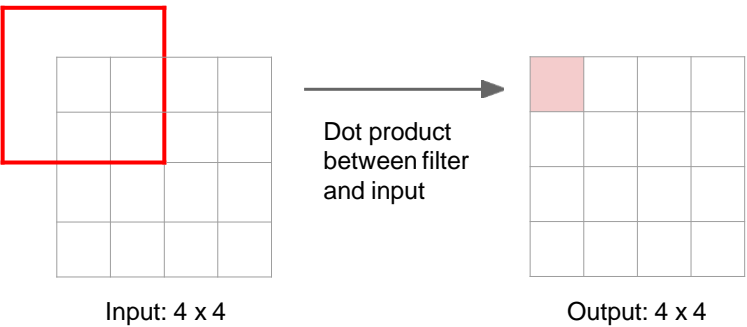 Dot product
between filter
and input
Input: 4 x 4
Output: 4 x 4